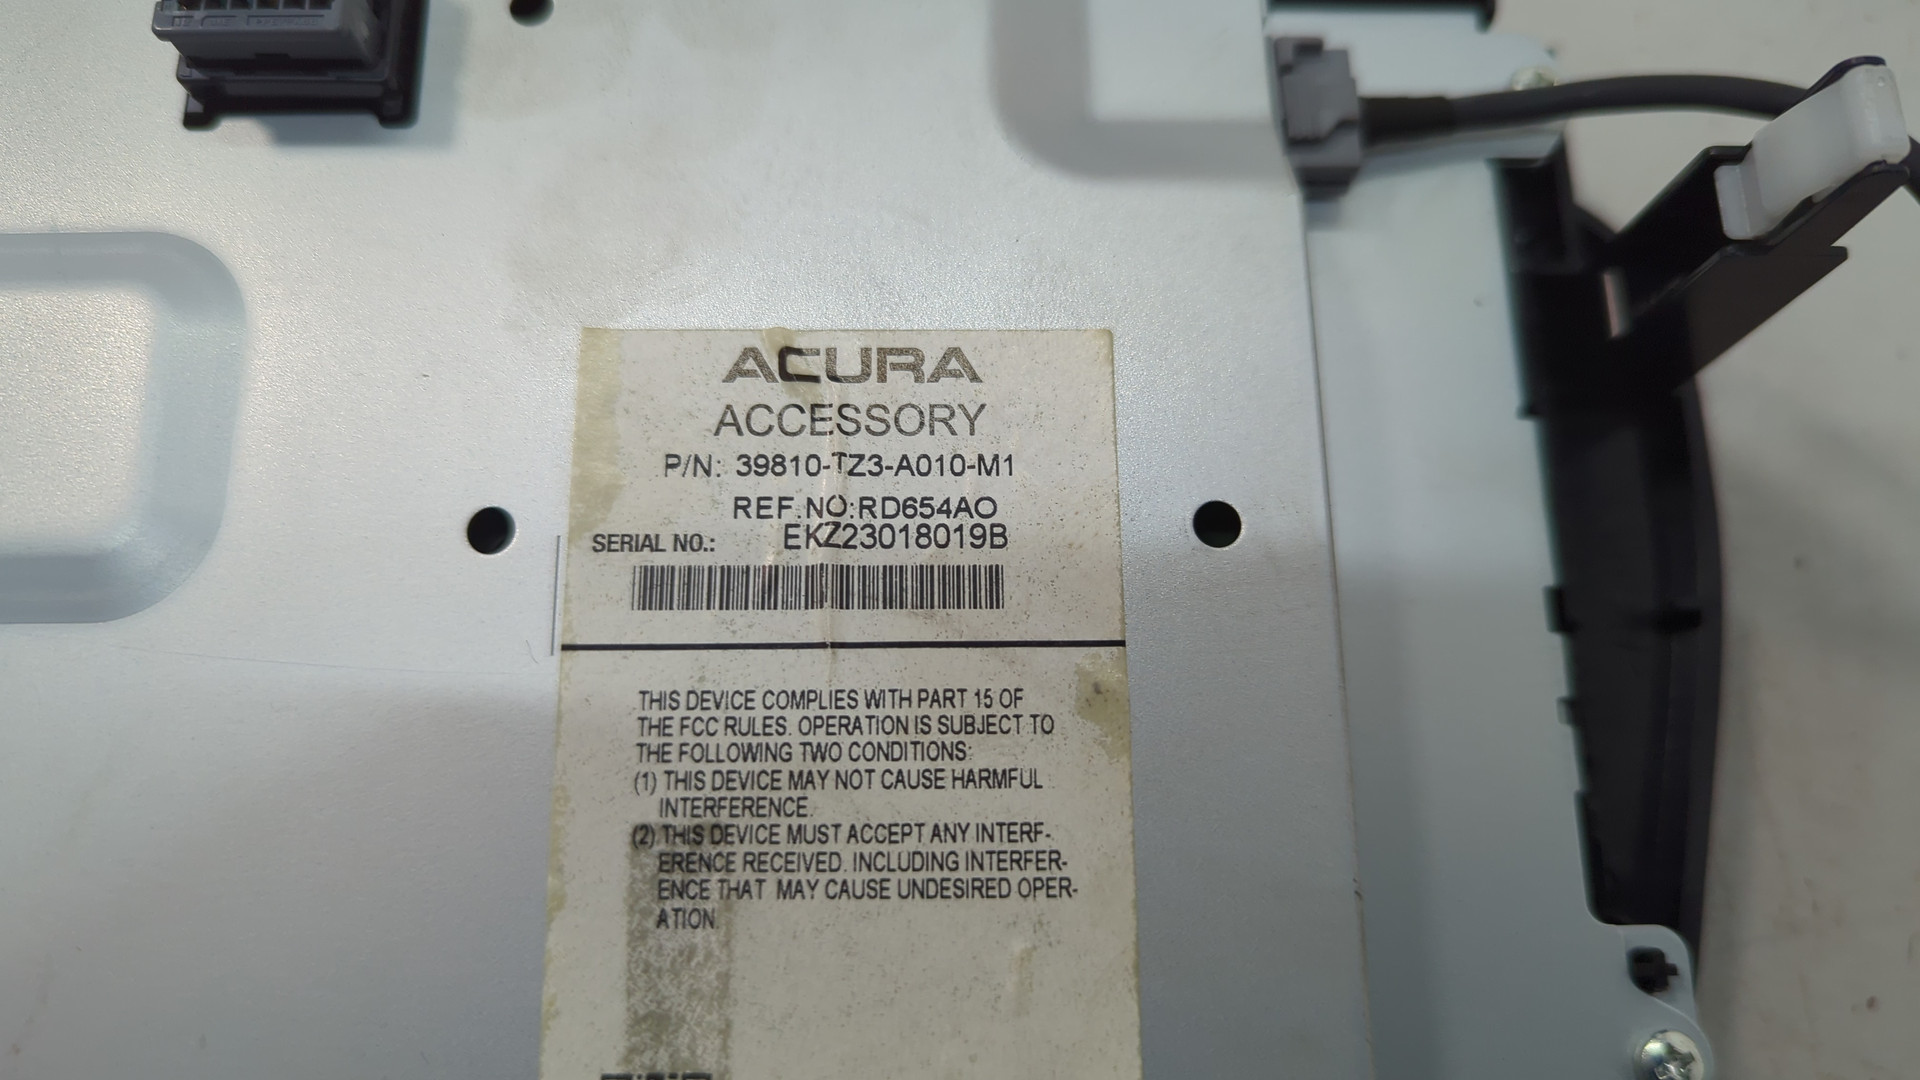 ACURA
ACCESSORY
P/N: 39810-TZ3-A010-M1
REF.NO:RD654AO
SERIAL NO.: EKZ23018019B
THIS DEVICE COMPLIES WITH PART 15 OF
THE FCC RULES. OPERATION IS SUBJECT TO
THE FOLLOWING TWO CONDITIONS:
(1) THIS DEVICE MAY NOT CAUSE HARMFUL
INTERFERENCE.
(2) THIS DEVICE MUST ACCEPT ANY INTERF-
ERENCE RECEIVED. INCLUDING INTERFER-
ENCE THAT MAY CAUSE UNDESIRED OPER-
ATION.